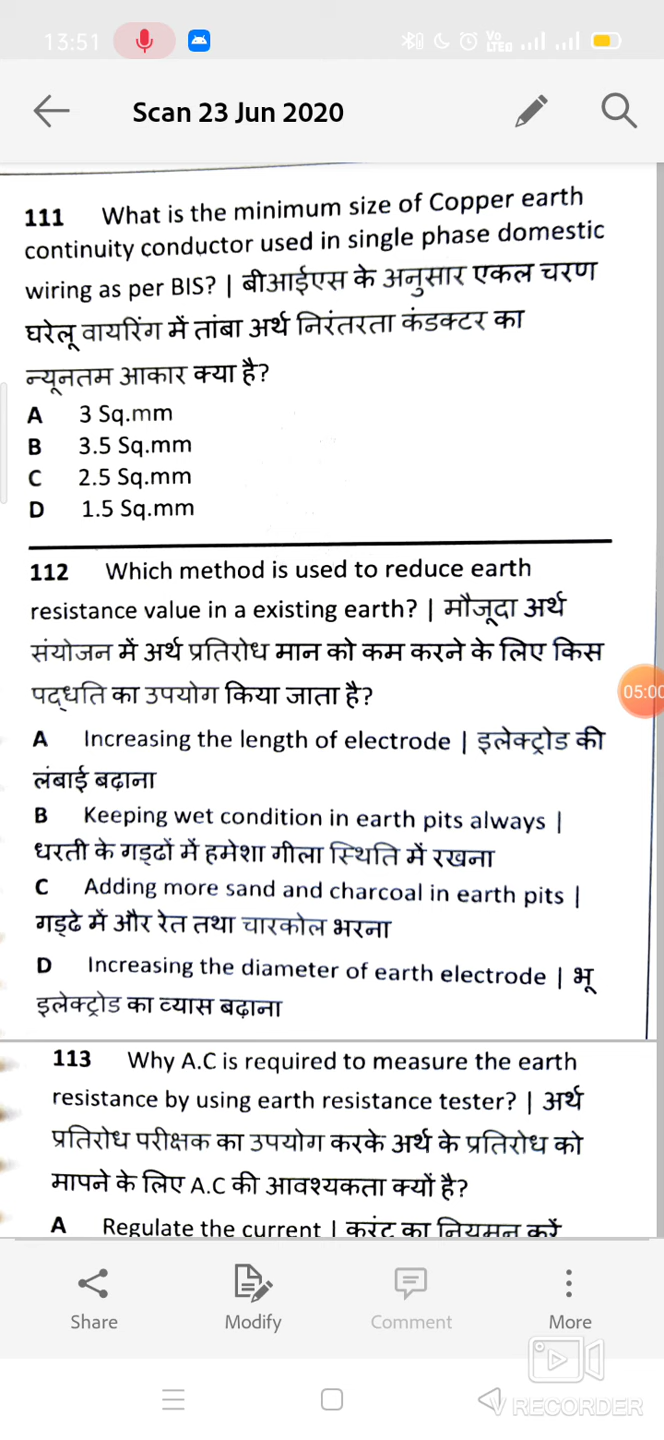 13:51
Vo
LTE
Scan 23 Jun 2020
111 What is the minimum size of Copper earth
continuity conductor used in single phase domestic
wiring as per BIS? | बीआईएस के अनुसार एकल चरण
घरेलू वायरिंग में तांबा अर्थ निरंतरता कंडक्टर का
न्यूनतम आकार क्या है?
A 3 Sq.mm
B 3.5 Sq.mm
C 2.5 Sq.mm
D 1.5 Sq.mm
112 Which method is used to reduce earth
resistance value in a existing earth? | मौजूदा अर्थ
संयोजन में अर्थ प्रतिरोध मान को कम करने के लिए किस
पद्धति का उपयोग किया जाता है?
05:00
A Increasing the length of electrode | इलेक्ट्रोड की
लंबाई बढ़ाना
B Keeping wet condition in earth pits always |
धरती के गड्ढों में हमेशा गीला स्थिति में रखना
C Adding more sand and charcoal in earth pits |
गड्ढे में और रेत तथा चारकोल भरना
D Increasing the diameter of earth electrode | भू
इलेक्ट्रोड का व्यास बढ़ाना
113 Why A.C is required to measure the earth
resistance by using earth resistance tester? | अर्थ
प्रतिरोध परीक्षक का उपयोग करके अर्थ के प्रतिरोध को
मापने के लिए A.C की आवश्यकता क्यों है?
A Regulate the current | करंट का नियमन करें
Share Modify Comment More
V RECORDER